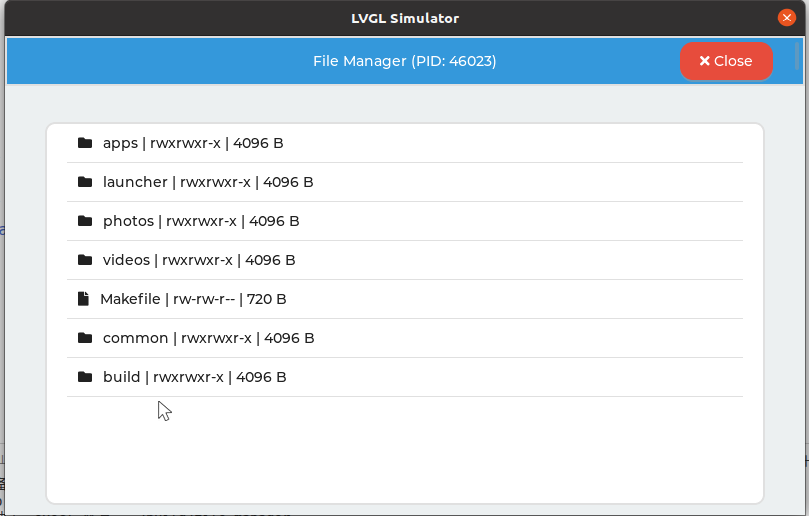 LVGL Simulator
File Manager (PID: 46023)
Close
apps | rwxrwxr-x | 4096 B
launcher | rwxrwxr-x | 4096 B
photos | rwxrwxr-x | 4096 B
videos | rwxrwxr-x | 4096 B
Makefile | rw-rw-r-- | 720 B
common | rwxrwxr-x | 4096 B
build | rwxrwxr-x | 4096 B